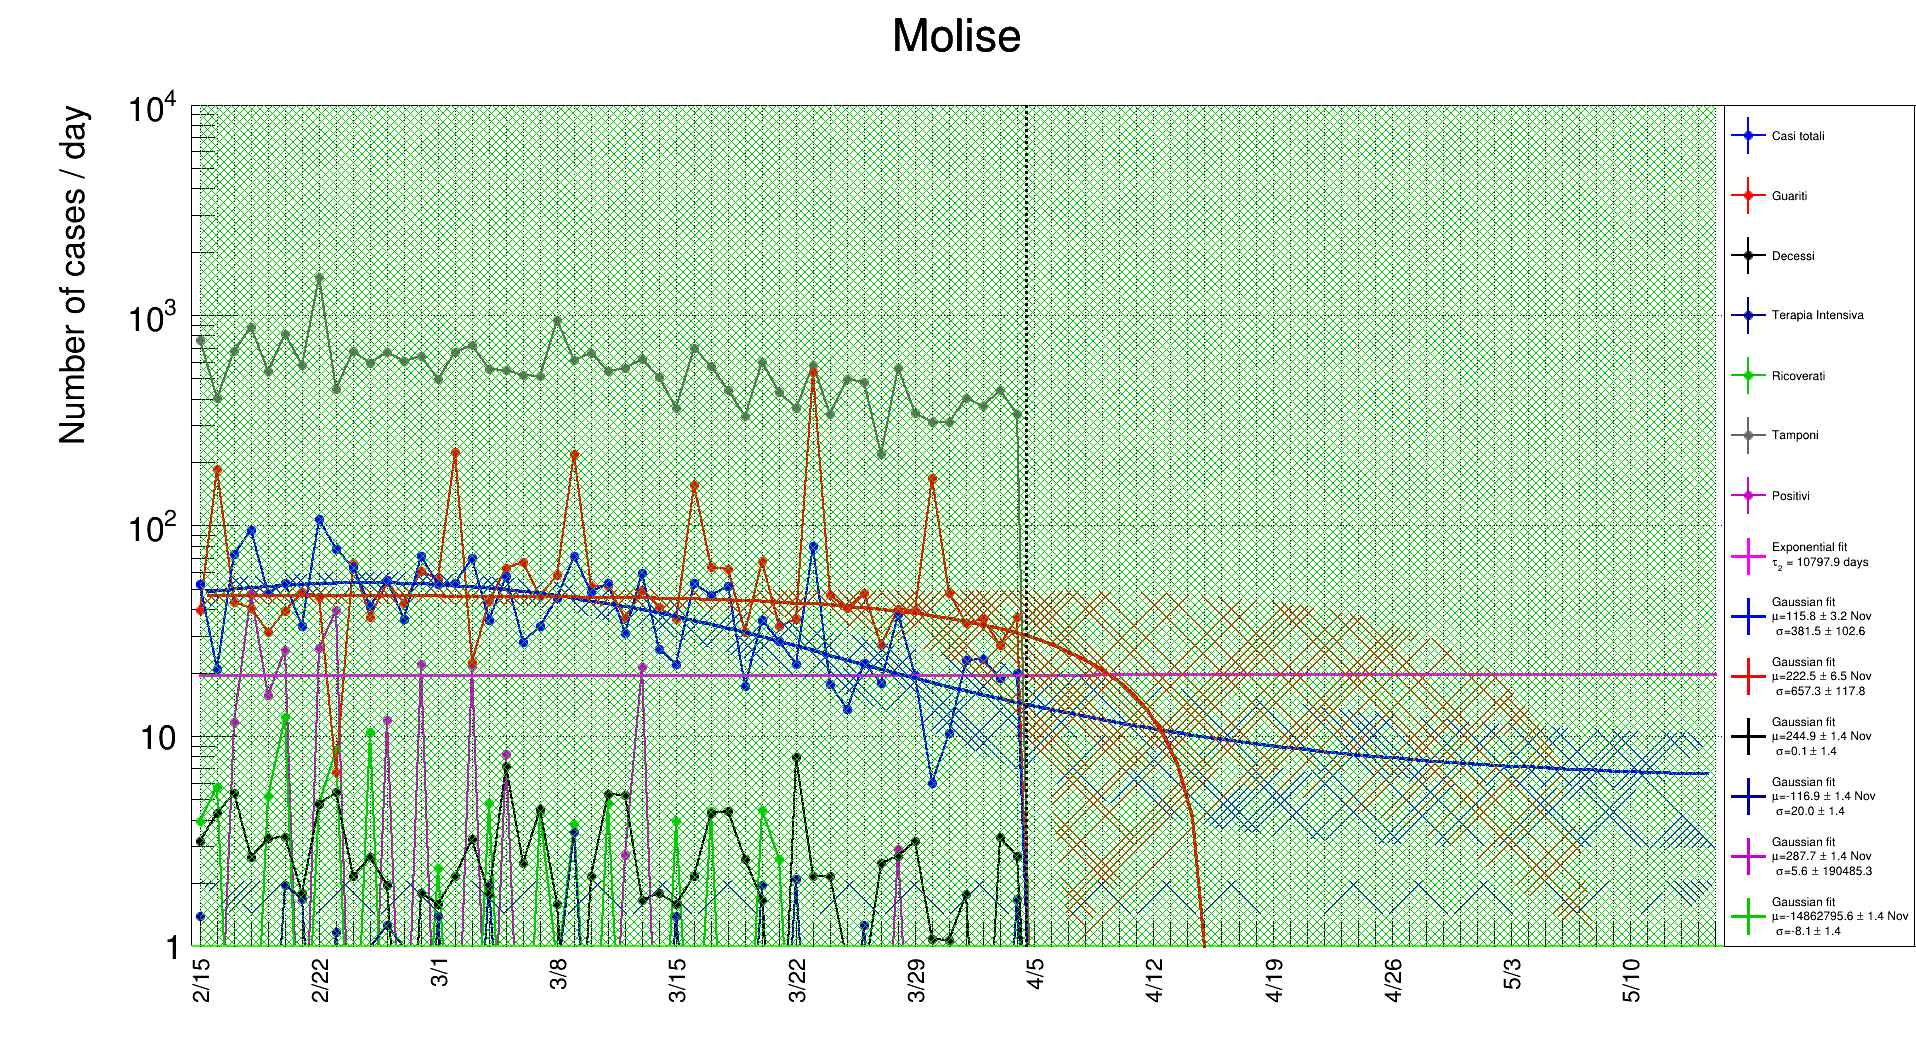 Molise
Number of cases / day
10^4
10^3
10^2
10
1
2/15
2/22
3/1
3/8
3/15
3/22
3/29
4/5
4/12
4/19
4/26
5/3
5/10
Casi totali
Guariti
Decessi
Terapia Intensiva
Ricoverati
Tamponi
Positivi
Exponential fit
τ₂ = 10797.9 days
Gaussian fit
μ=115.8 ± 3.2 Nov
σ=381.5 ± 102.6
Gaussian fit
μ=222.5 ± 6.5 Nov
σ=657.3 ± 117.8
Gaussian fit
μ=244.9 ± 1.4 Nov
σ=0.1 ± 1.4
Gaussian fit
μ=-116.9 ± 1.4 Nov
σ=20.0 ± 1.4
Gaussian fit
μ=287.7 ± 1.4 Nov
σ=5.6 ± 190485.3
Gaussian fit
μ=-14862795.6 ± 1.4 Nov
σ=-8.1 ± 1.4